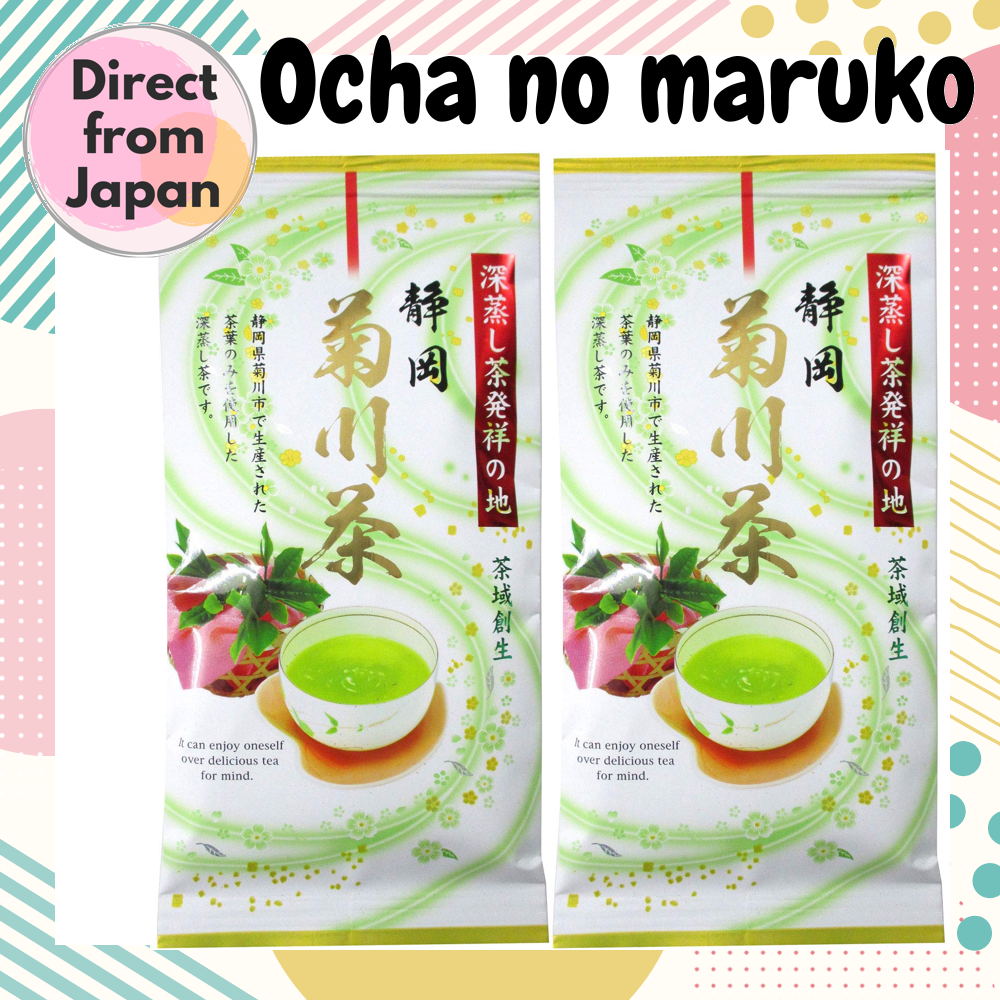 Direct
from
Japan
Ocha no maruko
深蒸し茶発祥の地
静岡
菊川茶
静岡県菊川市で生産された
茶葉のみを使用した
深蒸し茶です。
茶域創生
It can enjoy oneself
over delicious tea
for mind.
深蒸し茶発祥の地
静岡
菊川茶
静岡県菊川市で生産された
茶葉のみを使用した
深蒸し茶です。
茶域創生
It can enjoy oneself
over delicious tea
for mind.